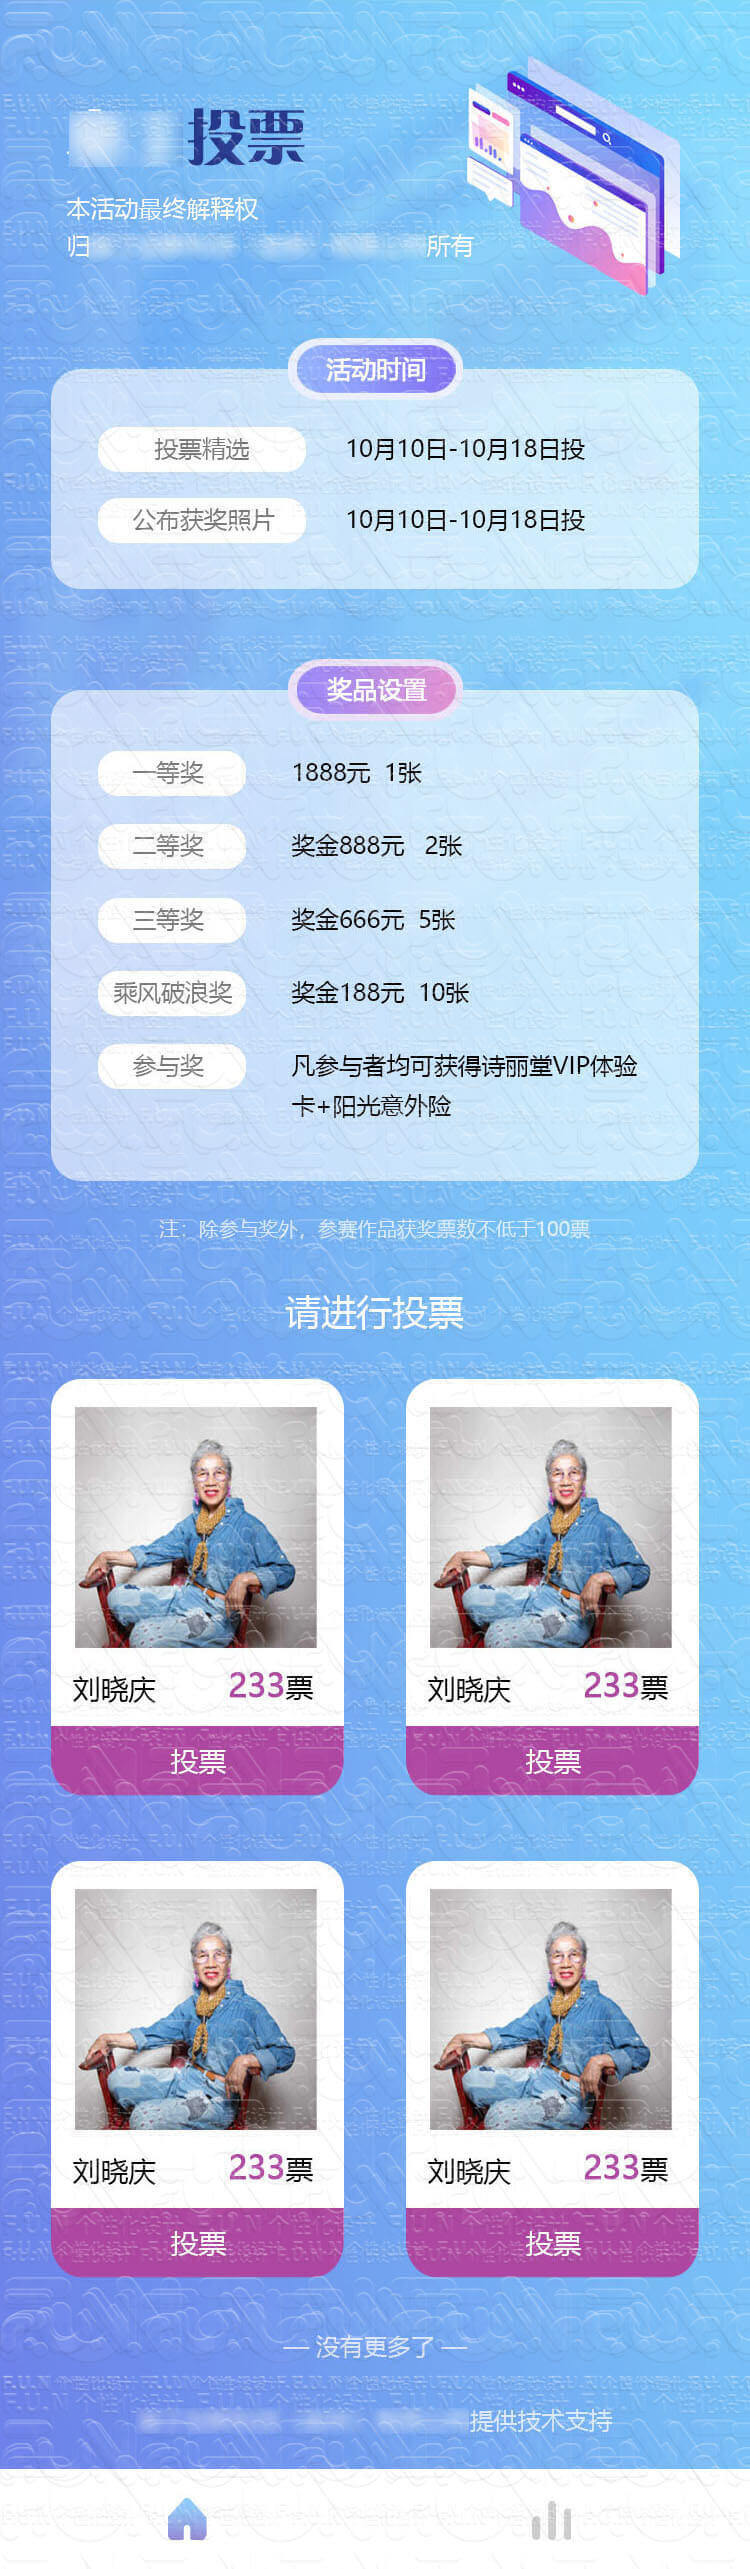 投票
本活动最终解释权
归 所有
活动时间
投票精选 10月10日-10月18日投
公布获奖照片 10月10日-10月18日投
奖品设置
一等奖 1888元 1张
二等奖 奖金888元 2张
三等奖 奖金666元 5张
乘风破浪奖 奖金188元 10张
参与奖 凡参与者均可获得诗丽堂VIP体验
卡+阳光意外险
注：除参与奖外，参赛作品获奖票数不低于100票
请进行投票
刘晓庆 233票 刘晓庆 233票
投票 投票
刘晓庆 233票 刘晓庆 233票
投票 投票
— 没有更多了 —
提供技术支持